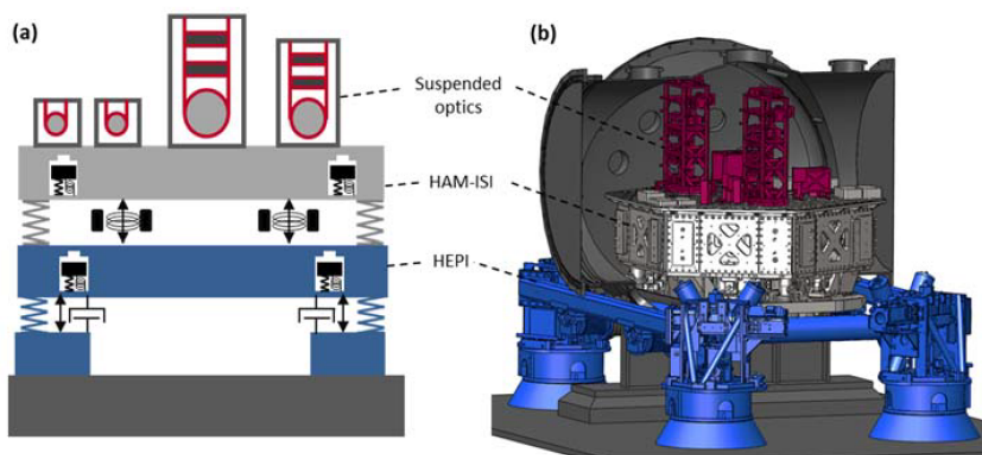 (a)
(b)
Suspended
optics
HAM-ISI
HEPI